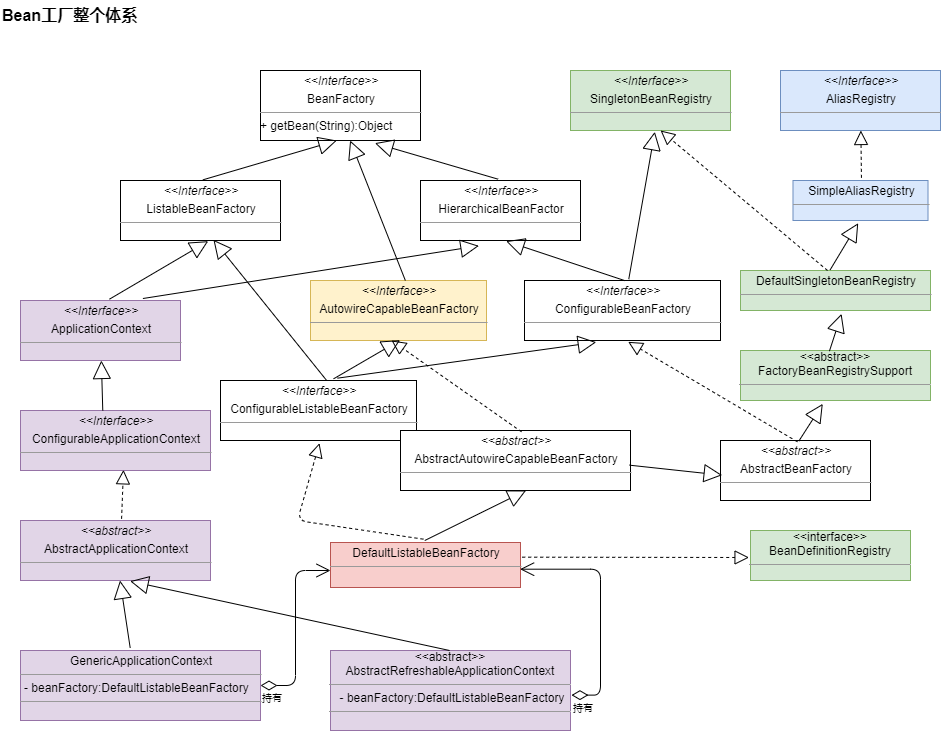 Bean工厂整个体系
<<Interface>>
BeanFactory
+ getBean(String):Object
<<Interface>>
SingletonBeanRegistry
<<Interface>>
AliasRegistry
<<Interface>>
ListableBeanFactory
<<Interface>>
HierarchicalBeanFactor
SimpleAliasRegistry
<<Interface>>
ApplicationContext
<<Interface>>
AutowireCapableBeanFactory
<<Interface>>
ConfigurableBeanFactory
DefaultSingletonBeanRegistry
<<abstract>>
FactoryBeanRegistrySupport
<<Interface>>
ConfigurableApplicationContext
<<Interface>>
ConfigurableListableBeanFactory
<<abstract>>
AbstractAutowireCapableBeanFactory
<<abstract>>
AbstractBeanFactory
<<abstract>>
AbstractApplicationContext
DefaultListableBeanFactory
<<interface>>
BeanDefinitionRegistry
GenericApplicationContext
- beanFactory:DefaultListableBeanFactory
持有
<<abstract>>
AbstractRefreshableApplicationContext
- beanFactory:DefaultListableBeanFactory
持有